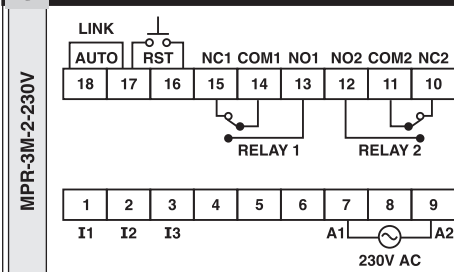 MPR-3M-2-230V
LINK
AUTO RST NC1 COM1 NO1 NO2 COM2 NC2
18 17 16 15 14 13 12 11 10
RELAY 1 RELAY 2
1 2 3 4 5 6 7 8 9
I1 I2 I3 A1 A2
230V AC